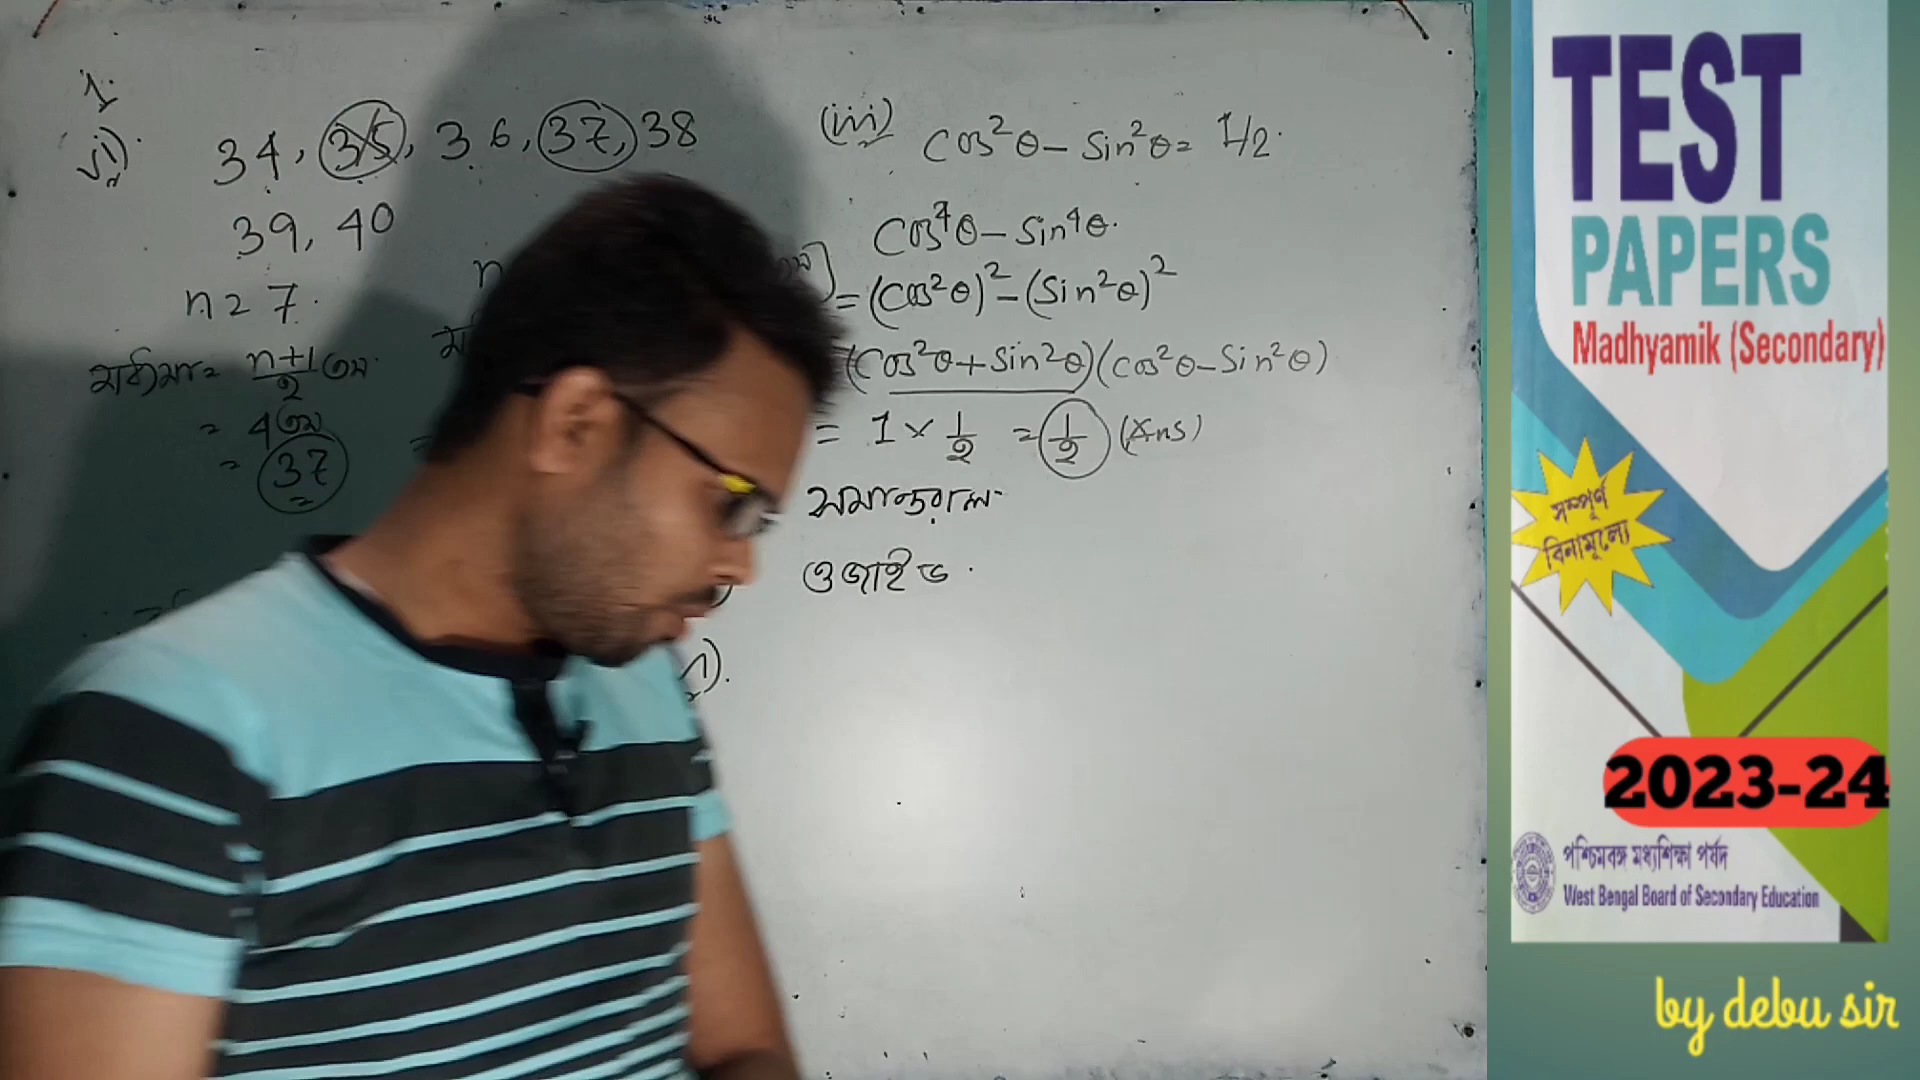 1.
vi).
34, 35, 36, 37, 38
39, 40
n = 7.
মধ্যমা = n+1/2 তম
= 4 তম
= 37
(iii) Cos²θ - Sin²θ = 1/2.
Cos⁴θ - Sin⁴θ.
= (Cos²θ)² - (Sin²θ)²
(Cos²θ + Sin²θ)(Cos²θ - Sin²θ)
= 1 × 1/2 = 1/2 (Ans)
সমান্তরাল
ওজাইভ.
TEST
PAPERS
Madhyamik (Secondary)
সম্পূর্ণ
বিনামূল্যে
2023-24
পশ্চিমবঙ্গ মধ্যশিক্ষা পর্ষদ
West Bengal Board of Secondary Education
by debu sir